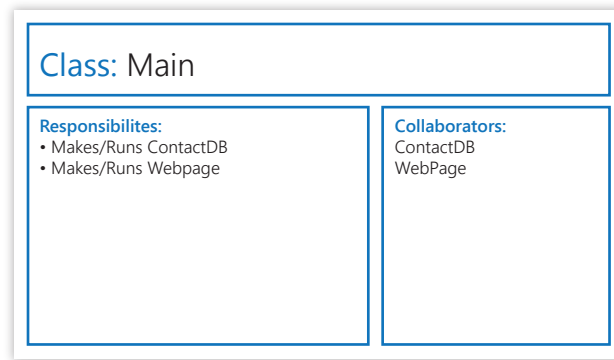 Class: Main
Responsibilites:
• Makes/Runs ContactDB
• Makes/Runs Webpage
Collaborators:
ContactDB
WebPage